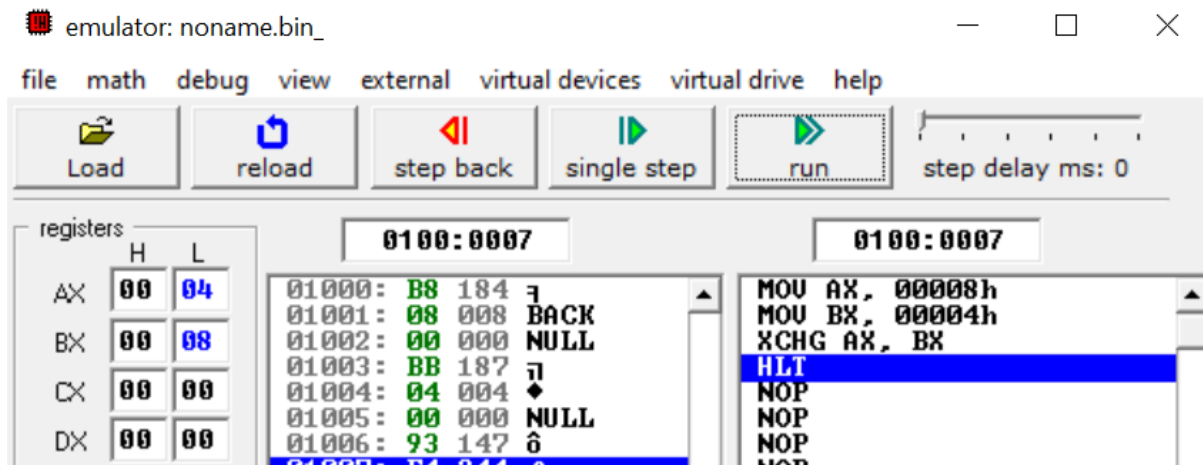 emulator: noname.bin_
file math debug view external virtual devices virtual drive help
Load reload step back single step run step delay ms: 0
registers
H L
0100:0007 0100:0007
AX 00 04
BX 00 08
CX 00 00
DX 00 00
01000: B8 184 ╕
01001: 08 008 BACK
01002: 00 000 NULL
01003: BB 187 ╗
01004: 04 004 ♦
01005: 00 000 NULL
01006: 93 147 ô
MOV AX, 00008h
MOV BX, 00004h
XCHG AX, BX
HLT
NOP
NOP
NOP